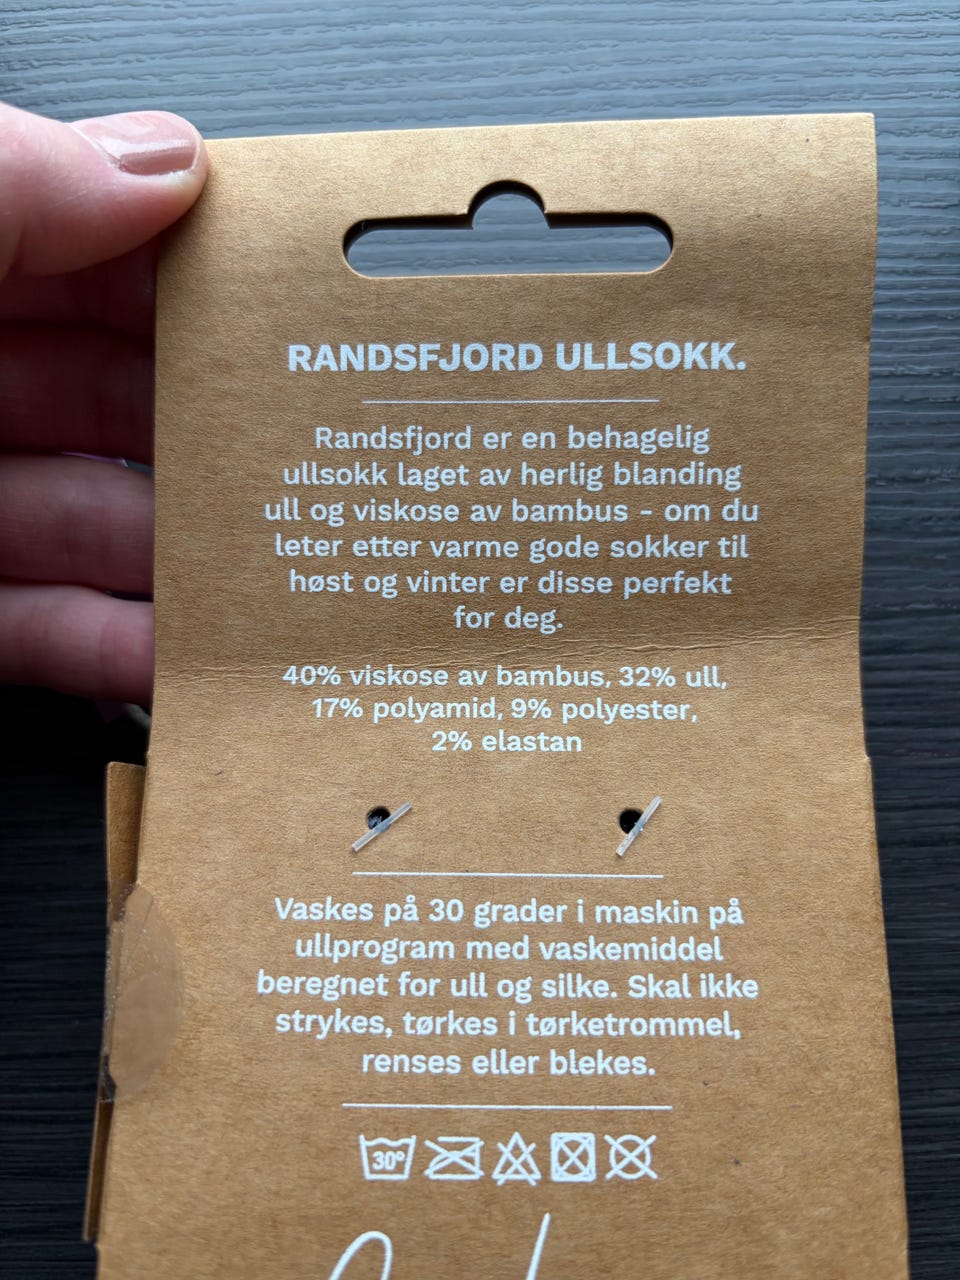 RANDSFJORD ULLSOKK.
Randsfjord er en behagelig
ullsokk laget av herlig blanding
ull og viskose av bambus - om du
leter etter varme gode sokker til
høst og vinter er disse perfekt
for deg.
40% viskose av bambus, 32% ull,
17% polyamid, 9% polyester,
2% elastan
Vaskes på 30 grader i maskin på
ullprogram med vaskemiddel
beregnet for ull og silke. Skal ikke
strykes, tørkes i tørketrommel,
renses eller blekes.
30°